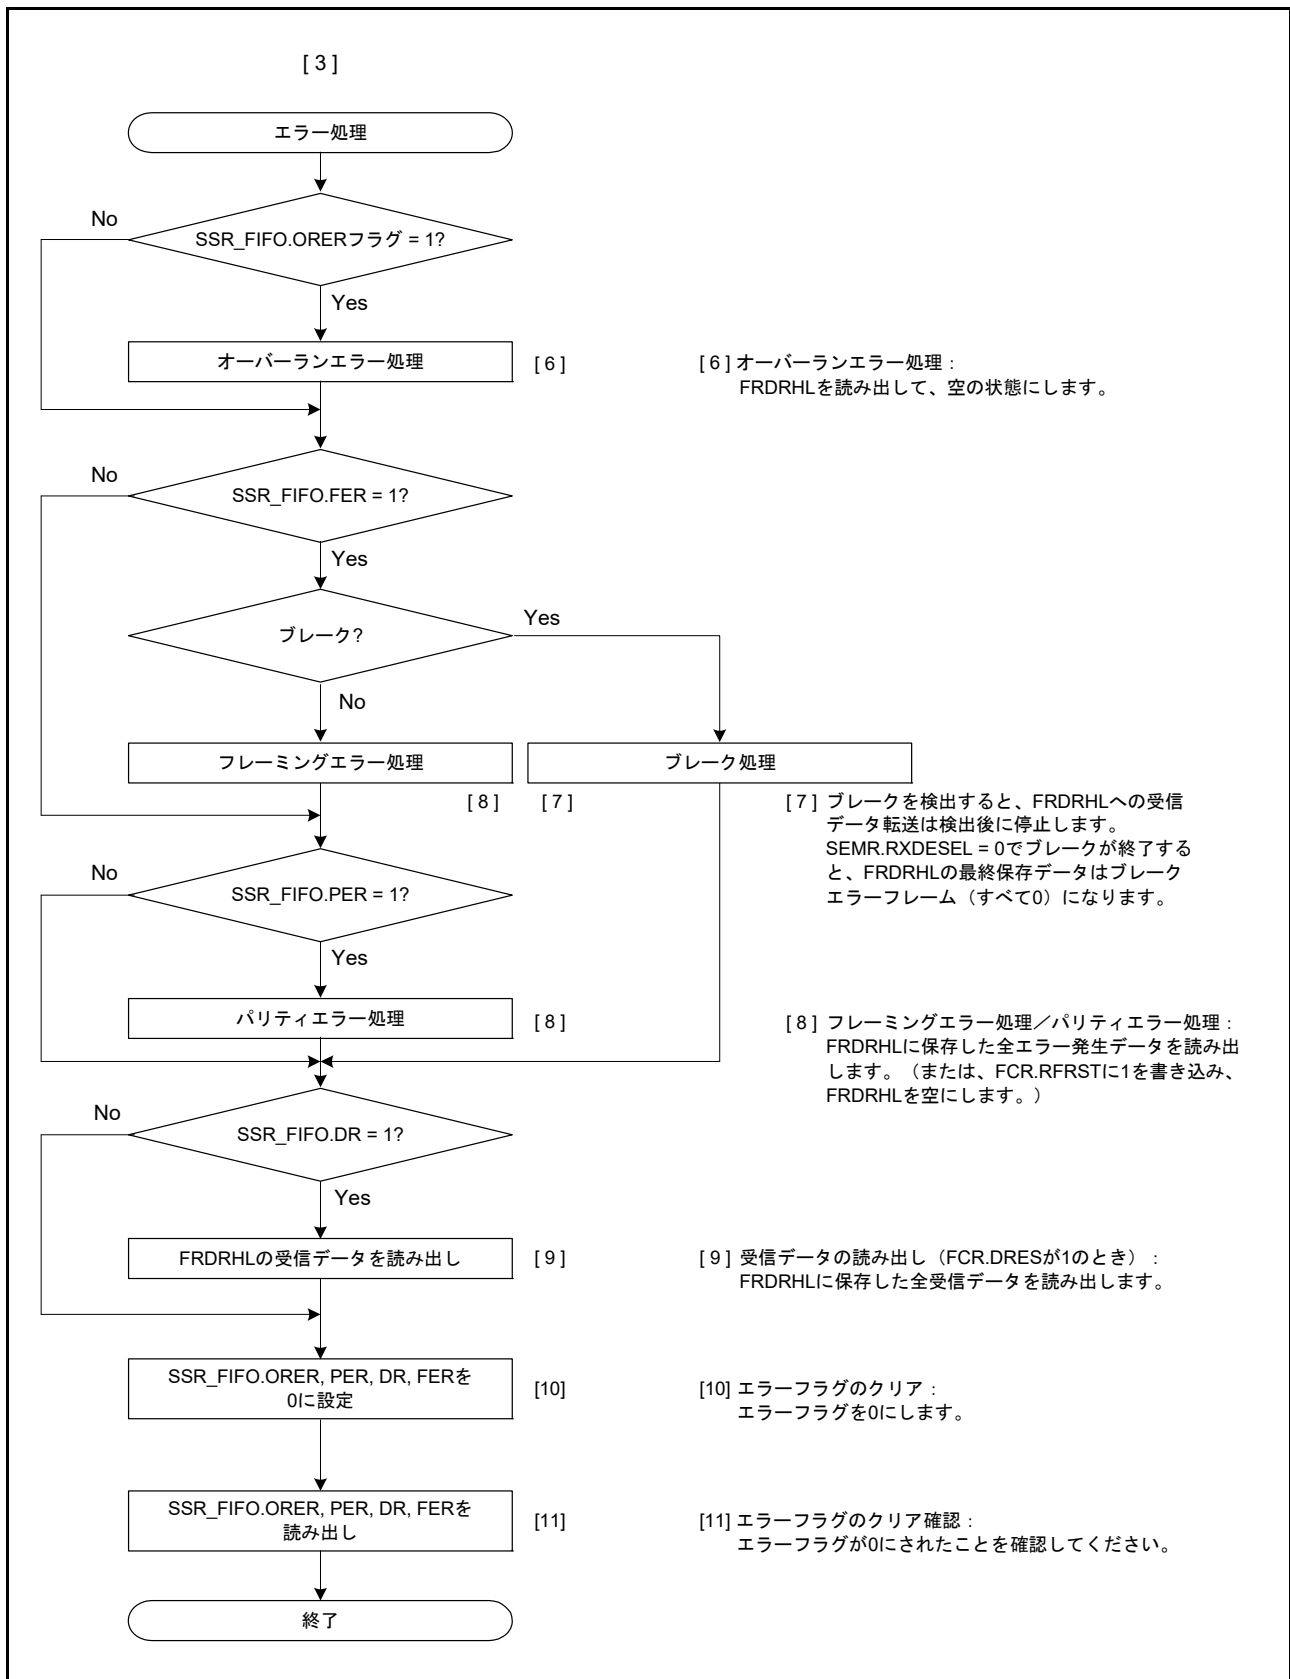 [ 3 ]
エラー処理
No
SSR_FIFO.ORERフラグ = 1?
Yes
オーバーランエラー処理
[ 6 ]
[ 6 ] オーバーランエラー処理：
FRDRHLを読み出して、空の状態にします。
No
SSR_FIFO.FER = 1?
Yes
ブレーク?
Yes
No
フレーミングエラー処理
ブレーク処理
[ 8 ]
[ 7 ]
[ 7 ] ブレークを検出すると、FRDRHLへの受信
データ転送は検出後に停止します。
SEMR.RXDESEL = 0でブレークが終了する
と、FRDRHLの最終保存データはブレーク
エラーフレーム（すべて0）になります。
No
SSR_FIFO.PER = 1?
Yes
パリティエラー処理
[ 8 ]
[ 8 ] フレーミングエラー処理／パリティエラー処理：
FRDRHLに保存した全エラー発生データを読み出
します。（または、FCR.RFRSTに1を書き込み、
FRDRHLを空にします。）
No
SSR_FIFO.DR = 1?
Yes
FRDRHLの受信データを読み出し
[ 9 ]
[ 9 ] 受信データの読み出し（FCR.DRESが1のとき）：
FRDRHLに保存した全受信データを読み出します。
SSR_FIFO.ORER, PER, DR, FERを
0に設定
[10]
[10] エラーフラグのクリア：
エラーフラグを0にします。
SSR_FIFO.ORER, PER, DR, FERを
読み出し
[11]
[11] エラーフラグのクリア確認：
エラーフラグが0にされたことを確認してください。
終了